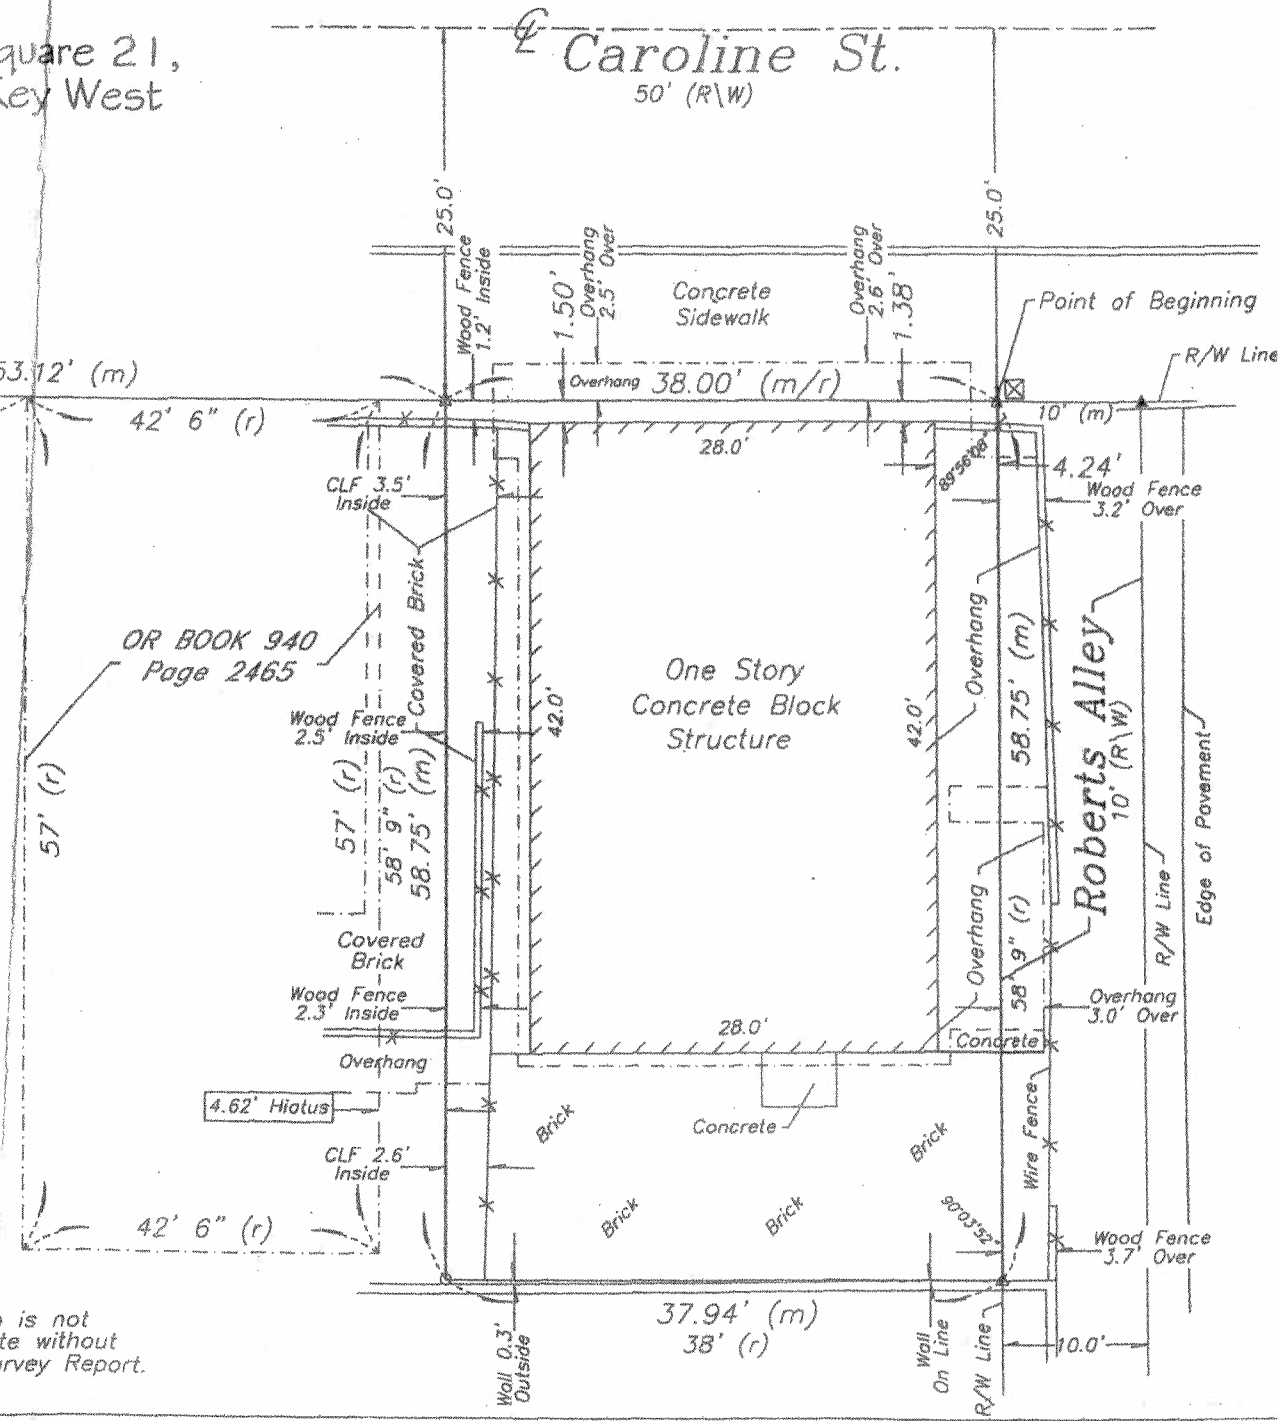 quare 21,
Key West
℄ Caroline St.
50' (R\W)
25.0'
25.0'
Wood Fence
1.2' Inside
1.50'
Overhang
2.5' Over
Concrete
Sidewalk
Overhang
2.6' Over
1.38'
Point of Beginning
R/W Line
53.12' (m)
42' 6" (r)
Overhang
38.00' (m/r)
10' (m)
28.0'
89°56'08"
4.24'
CLF 3.5'
Inside
Wood Fence
3.2' Over
Covered Brick
OR BOOK 940
Page 2465
Overhang
58.75' (m)
Roberts Alley
10' (R\W)
One Story
Concrete Block
Structure
42.0'
42.0'
Wood Fence
2.5' Inside
57' (r)
57' (r)
58' 9" (r)
58.75' (m)
Edge of Pavement
R/W Line
Overhang
58' 9" (r)
Covered
Brick
Wood Fence
2.3' Inside
Overhang
3.0' Over
28.0'
Concrete
Overhang
4.62' Hiatus
Brick
Concrete
Brick
Wire Fence
CLF 2.6'
Inside
42' 6" (r)
Brick
Brick
90°03'52"
Wood Fence
3.7' Over
is not
te without
urvey Report.
37.94' (m)
38' (r)
Wall 0.3'
Outside
Wall
On Line
R/W Line
10.0'